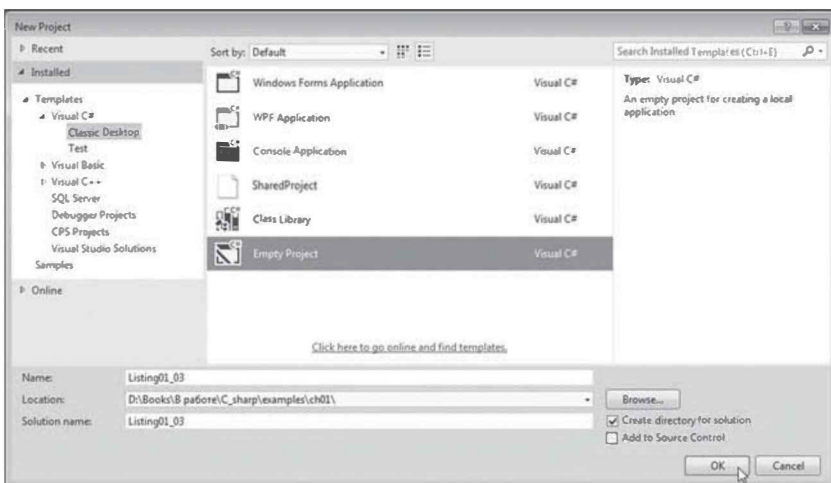 New Project
Recent
Installed
Templates
Visual C#
Classic Desktop
Test
Visual Basic
Visual C++
SQL Server
Debugger Projects
CPS Projects
Visual Studio Solutions
Samples
Online
Sort by: Default
Search Installed Templates (Ctrl+E)
Windows Forms Application Visual C#
WPF Application Visual C#
Console Application Visual C#
SharedProject Visual C#
Class Library Visual C#
Empty Project Visual C#
Click here to go online and find templates.
Type: Visual C#
An empty project for creating a local
application
Name: Listing01_03
Location: D:\Books\В работе\C_sharp\examples\ch01\
Browse...
Solution name: Listing01_03
Create directory for solution
Add to Source Control
OK Cancel